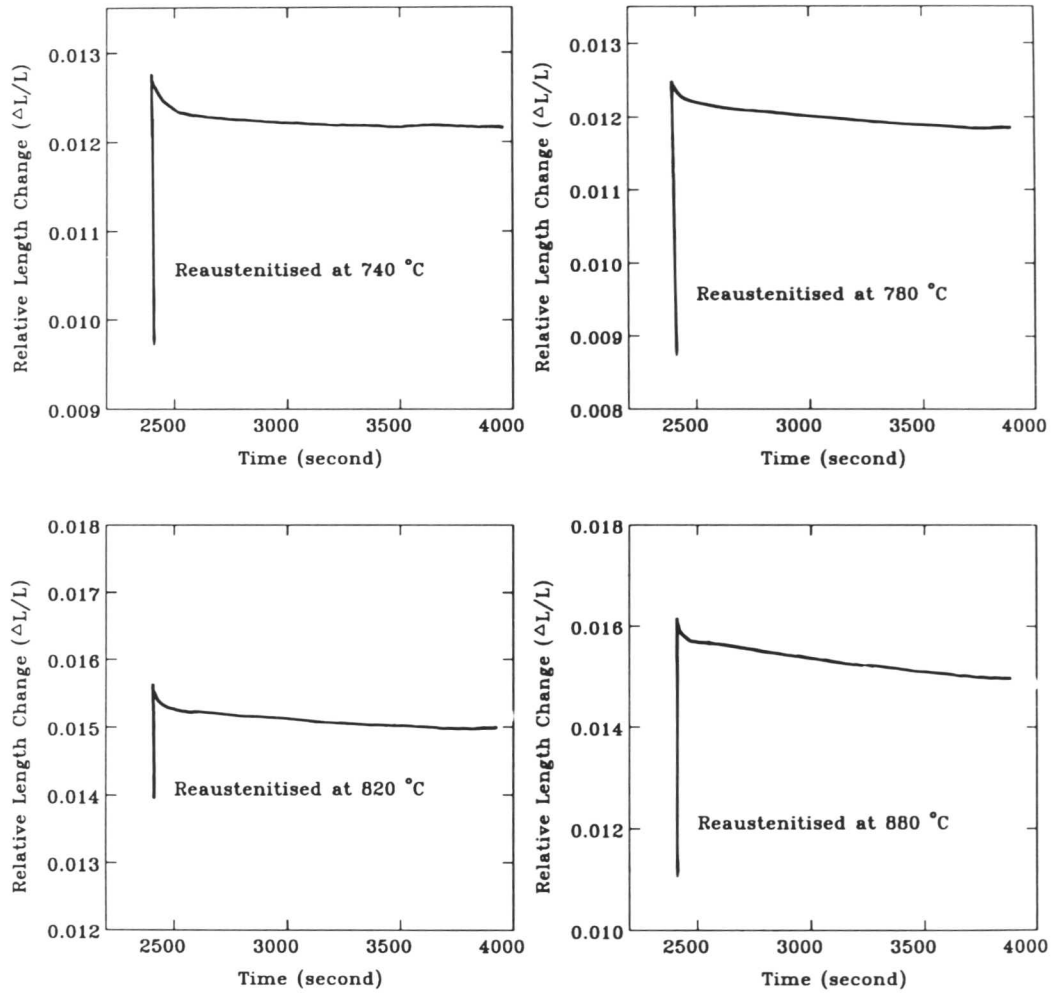 Relative Length Change (△L/L)
0.013
0.012
0.011
0.010
0.009
Reaustenitised at 740 °C
2500 3000 3500 4000
Time (second)
Relative Length Change (△L/L)
0.013
0.012
0.011
0.010
0.009
0.008
Reaustenitised at 780 °C
2500 3000 3500 4000
Time (second)
Relative Length Change (△L/L)
0.018
0.017
0.016
0.015
0.014
0.013
0.012
Reaustenitised at 820 °C
2500 3000 3500 4000
Time (second)
Relative Length Change (△L/L)
0.018
0.016
0.014
0.012
0.010
Reaustenitised at 880 °C
2500 3000 3500 4000
Time (second)